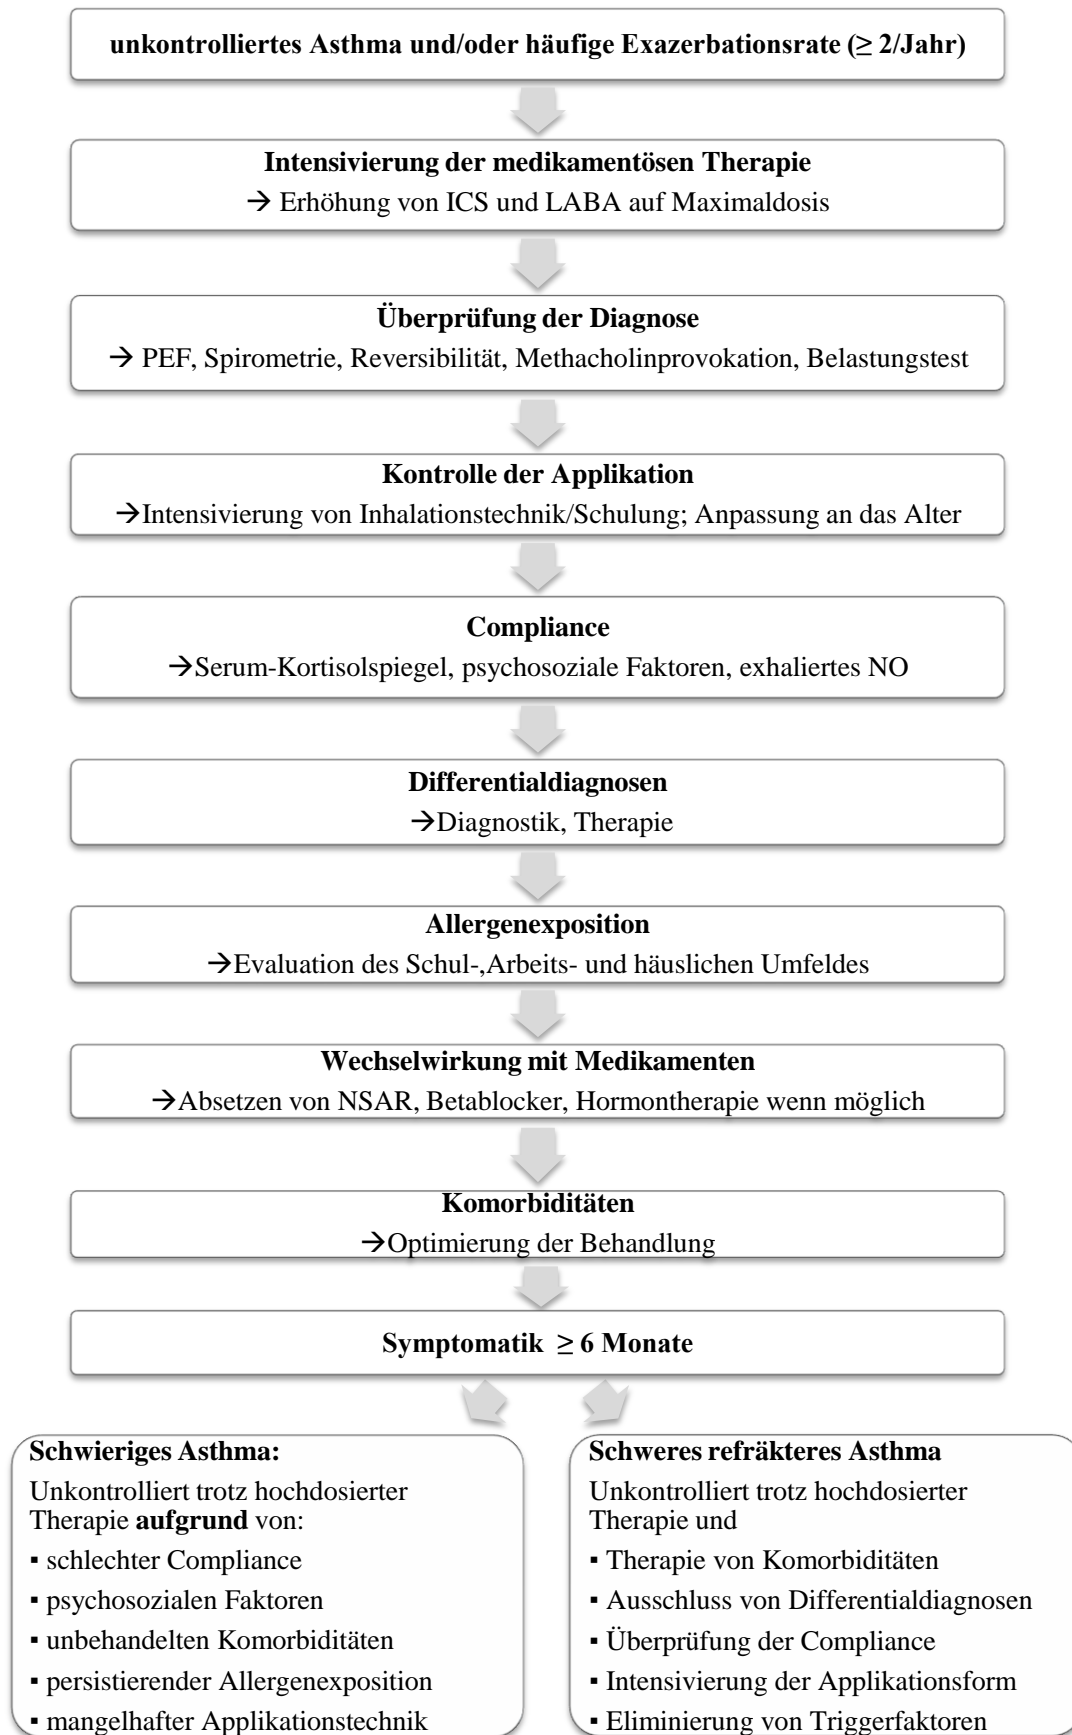 unkontrolliertes Asthma und/oder häufige Exazerbationsrate (≥ 2/Jahr)
Intensivierung der medikamentösen Therapie
→ Erhöhung von ICS und LABA auf Maximaldosis
Überprüfung der Diagnose
→ PEF, Spirometrie, Reversibilität, Methacholinprovokation, Belastungstest
Kontrolle der Applikation
→Intensivierung von Inhalationstechnik/Schulung; Anpassung an das Alter
Compliance
→Serum-Kortisolspiegel, psychosoziale Faktoren, exhaliertes NO
Differentialdiagnosen
→Diagnostik, Therapie
Allergenexposition
→Evaluation des Schul-,Arbeits- und häuslichen Umfeldes
Wechselwirkung mit Medikamenten
→Absetzen von NSAR, Betablocker, Hormontherapie wenn möglich
Komorbiditäten
→Optimierung der Behandlung
Symptomatik ≥ 6 Monate
Schwieriges Asthma:
Unkontrolliert trotz hochdosierter
Therapie aufgrund von:
▪ schlechter Compliance
▪ psychosozialen Faktoren
▪ unbehandelten Komorbiditäten
▪ persistierender Allergenexposition
▪ mangelhafter Applikationstechnik
Schweres refräkteres Asthma
Unkontrolliert trotz hochdosierter
Therapie und
▪ Therapie von Komorbiditäten
▪ Ausschluss von Differentialdiagnosen
▪ Überprüfung der Compliance
▪ Intensivierung der Applikationsform
▪ Eliminierung von Triggerfaktoren